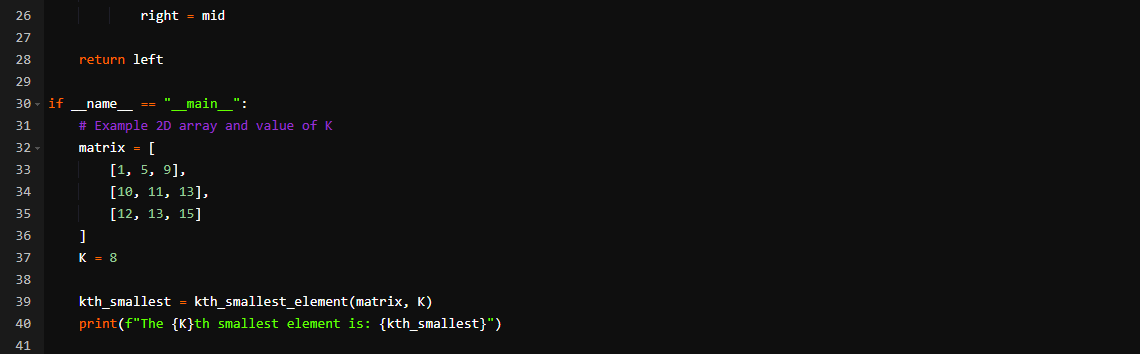 26            right = mid
27
28    return left
29
30 if __name__ == "__main__":
31    # Example 2D array and value of K
32    matrix = [
33        [1, 5, 9],
34        [10, 11, 13],
35        [12, 13, 15]
36    ]
37    K = 8
38
39    kth_smallest = kth_smallest_element(matrix, K)
40    print(f"The {K}th smallest element is: {kth_smallest}")
41